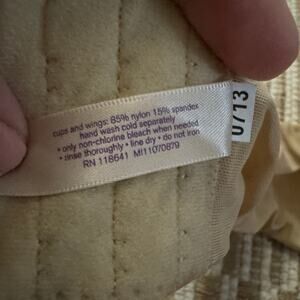 cups and wings: 85% nylon 15% spandex
hand wash cold separately
• only non-chlorine bleach when needed
• rinse thoroughly • line dry • do not iron
RN 118641 MI11070879
0713